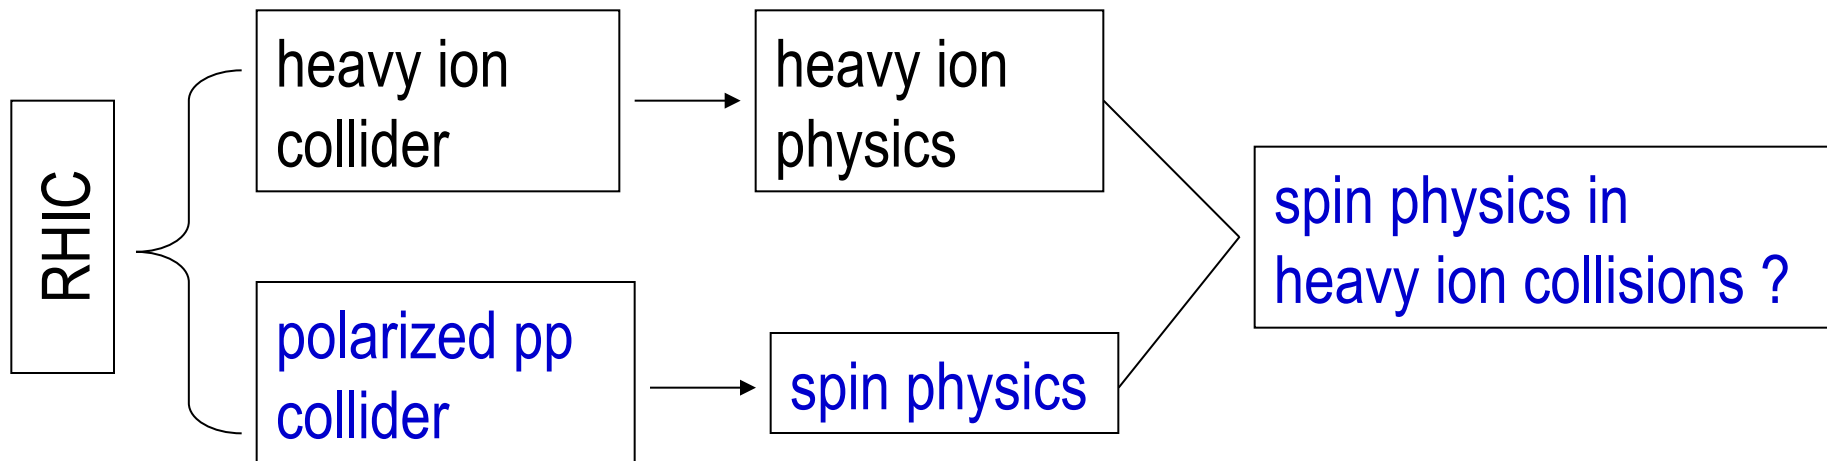 RHIC
heavy ion
collider
heavy ion
physics
polarized pp
collider
spin physics
spin physics in
heavy ion collisions ?